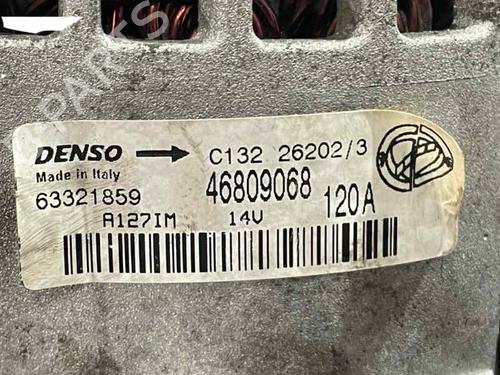 DENSO → C132 26202/3
Made in Italy
46809068
63321859
120A
A127IM 14V